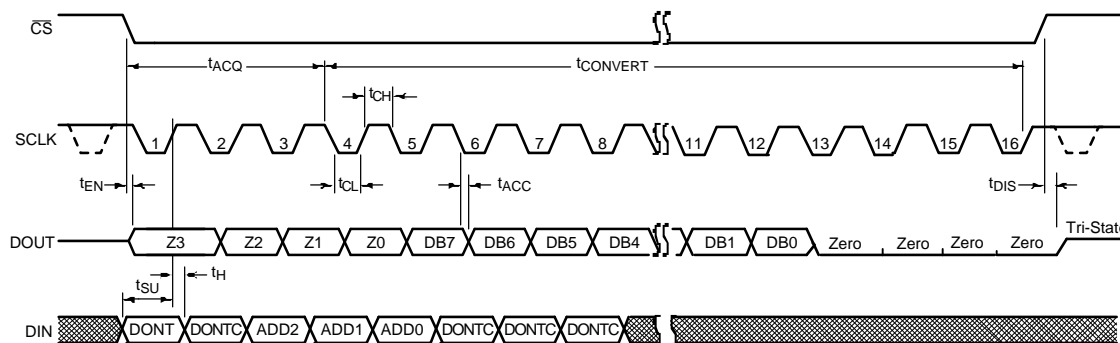 CS
tACQ tCONVERT
tCH
SCLK 1 2 3 4 5 6 7 8 11 12 13 14 15 16
tEN tCL tACC tDIS
DOUT Z3 Z2 Z1 Z0 DB7 DB6 DB5 DB4 DB1 DB0 Zero Zero Zero Zero Tri-State
tSU tH
DIN DONT DONTC ADD2 ADD1 ADD0 DONTC DONTC DONTC